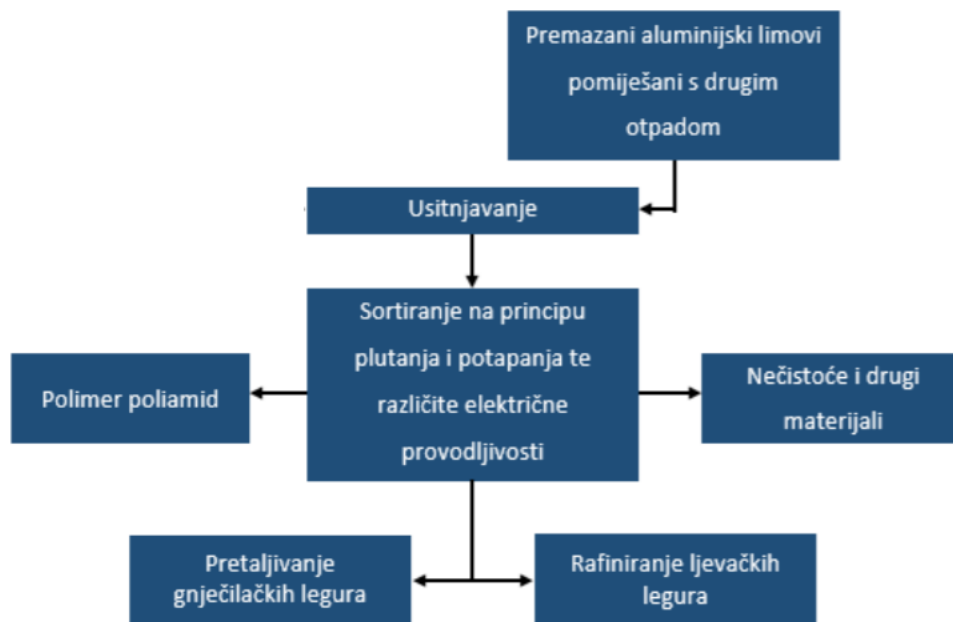 Premazani aluminijski limovi
pomiješani s drugim
otpadom
Usitnjavanje
Sortiranje na principu
plutanja i potapanja te
različite električne
provodljivosti
Polimer poliamid
Nečistoće i drugi
materijali
Pretaljivanje
gnječilačkih legura
Rafiniranje ljevačkih
legura